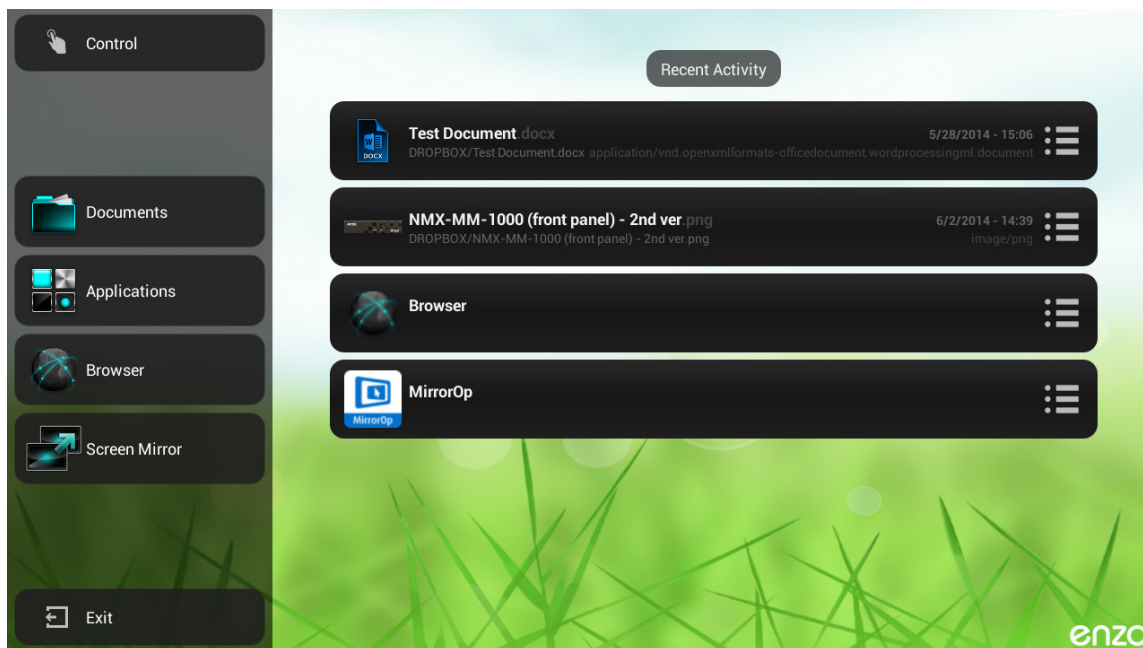 Control
Documents
Applications
Browser
Screen Mirror
Exit
Recent Activity
Test Document.docx
5/28/2014 - 15:06
DROPBOX/Test Document.docx application/vnd.openxmlformats-officedocument.wordprocessingml.document
DOCX
NMX-MM-1000 (front panel) - 2nd ver.png
6/2/2014 - 14:39
DROPBOX/NMX-MM-1000 (front panel) - 2nd ver.png
image/png
Browser
MirrorOp
MirrorOp
enzo